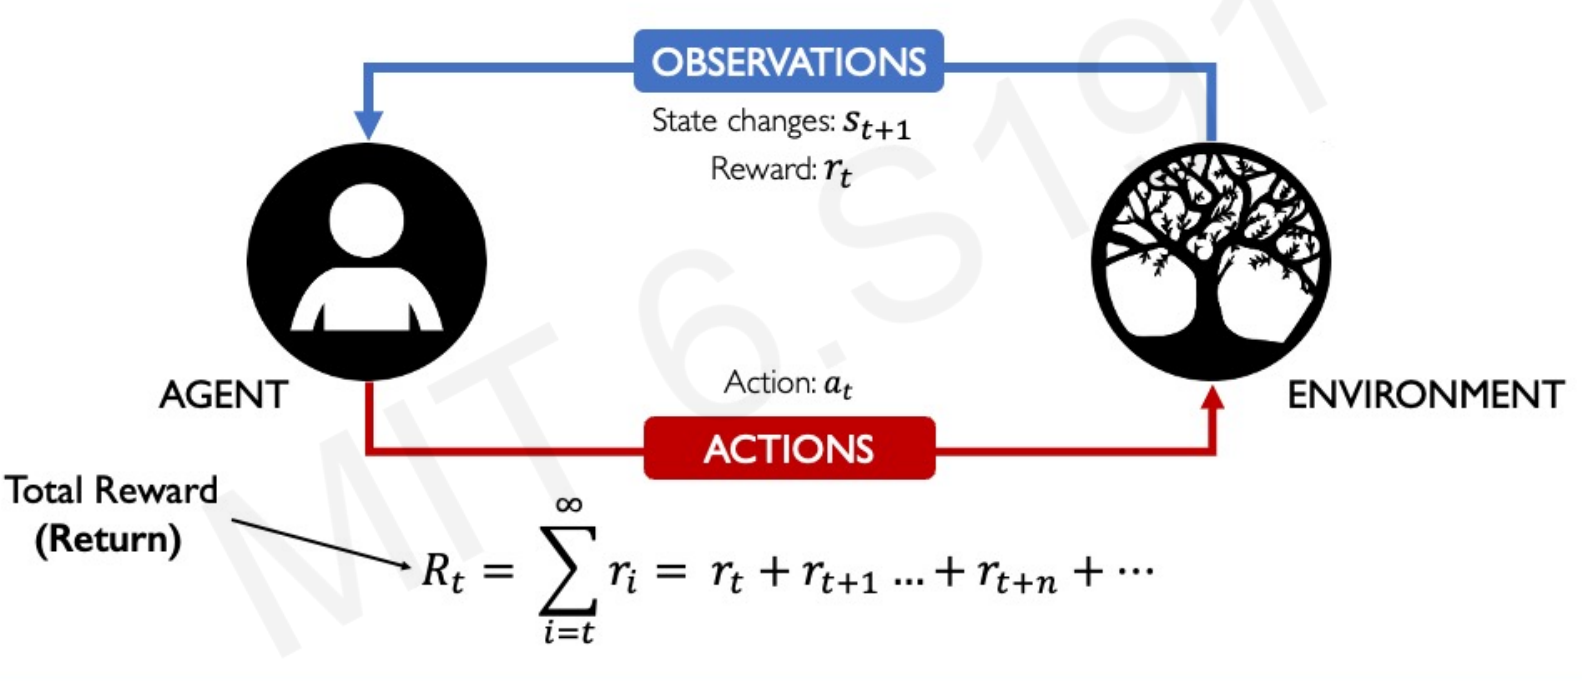 OBSERVATIONS
State changes: s_{t+1}
Reward: r_t
AGENT
Action: a_t
ENVIRONMENT
ACTIONS
Total Reward
(Return)
R_t = \sum_{i=t}^{∞} r_i = r_t + r_{t+1} ... + r_{t+n} + ⋯
MIT 6.S191